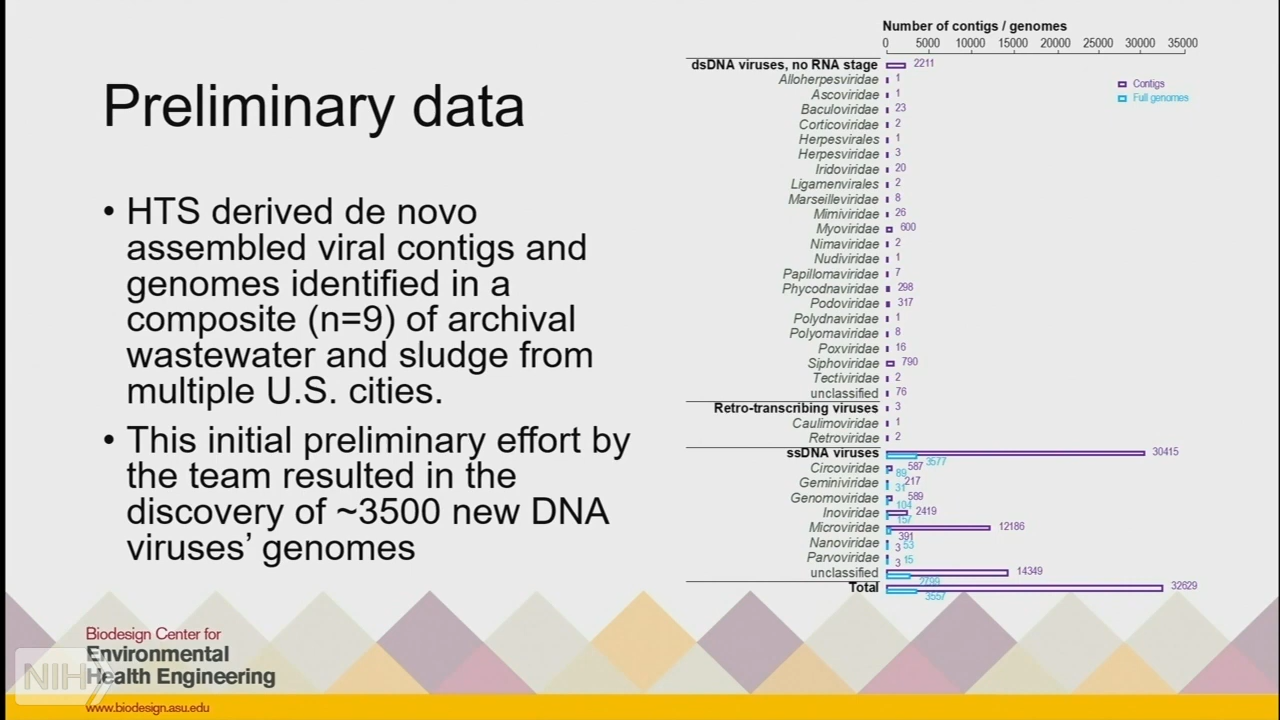 Preliminary data
• HTS derived de novo
assembled viral contigs and
genomes identified in a
composite (n=9) of archival
wastewater and sludge from
multiple U.S. cities.
• This initial preliminary effort by
the team resulted in the
discovery of ~3500 new DNA
viruses’ genomes
Number of contigs / genomes
0 5000 10000 15000 20000 25000 30000 35000
Contigs
Full genomes
dsDNA viruses, no RNA stage 2211
Alloherpesviridae 1
Ascoviridae 1
Baculoviridae 23
Corticoviridae 2
Herpesvirales 1
Herpesviridae 3
Iridoviridae 20
Ligamenvirales 2
Marseilleviridae 8
Mimiviridae 26
Myoviridae 600
Nimaviridae 2
Nudiviridae 1
Papillomaviridae 7
Phycodnaviridae 298
Podoviridae 317
Polydnaviridae 1
Polyomaviridae 8
Poxviridae 16
Siphoviridae 790
Tectiviridae 2
unclassified 76
Retro-transcribing viruses 3
Caulimoviridae 1
Retroviridae 2
ssDNA viruses 30415
3577
Circoviridae 587
89
Geminiviridae 217
31
Genomoviridae 589
104
Inoviridae 2419
157
Microviridae 12186
391
Nanoviridae 3 53
Parvoviridae 3 15
unclassified 14349
2799
Total 32629
3557
Biodesign Center for
Environmental
Health Engineering
NIH
www.biodesign.asu.edu